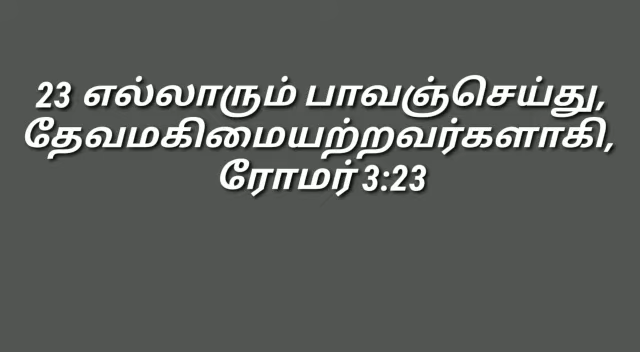 23 எல்லாரும் பாவஞ்செய்து,
தேவமகிமையற்றவர்களாகி,
ரோமர் 3:23